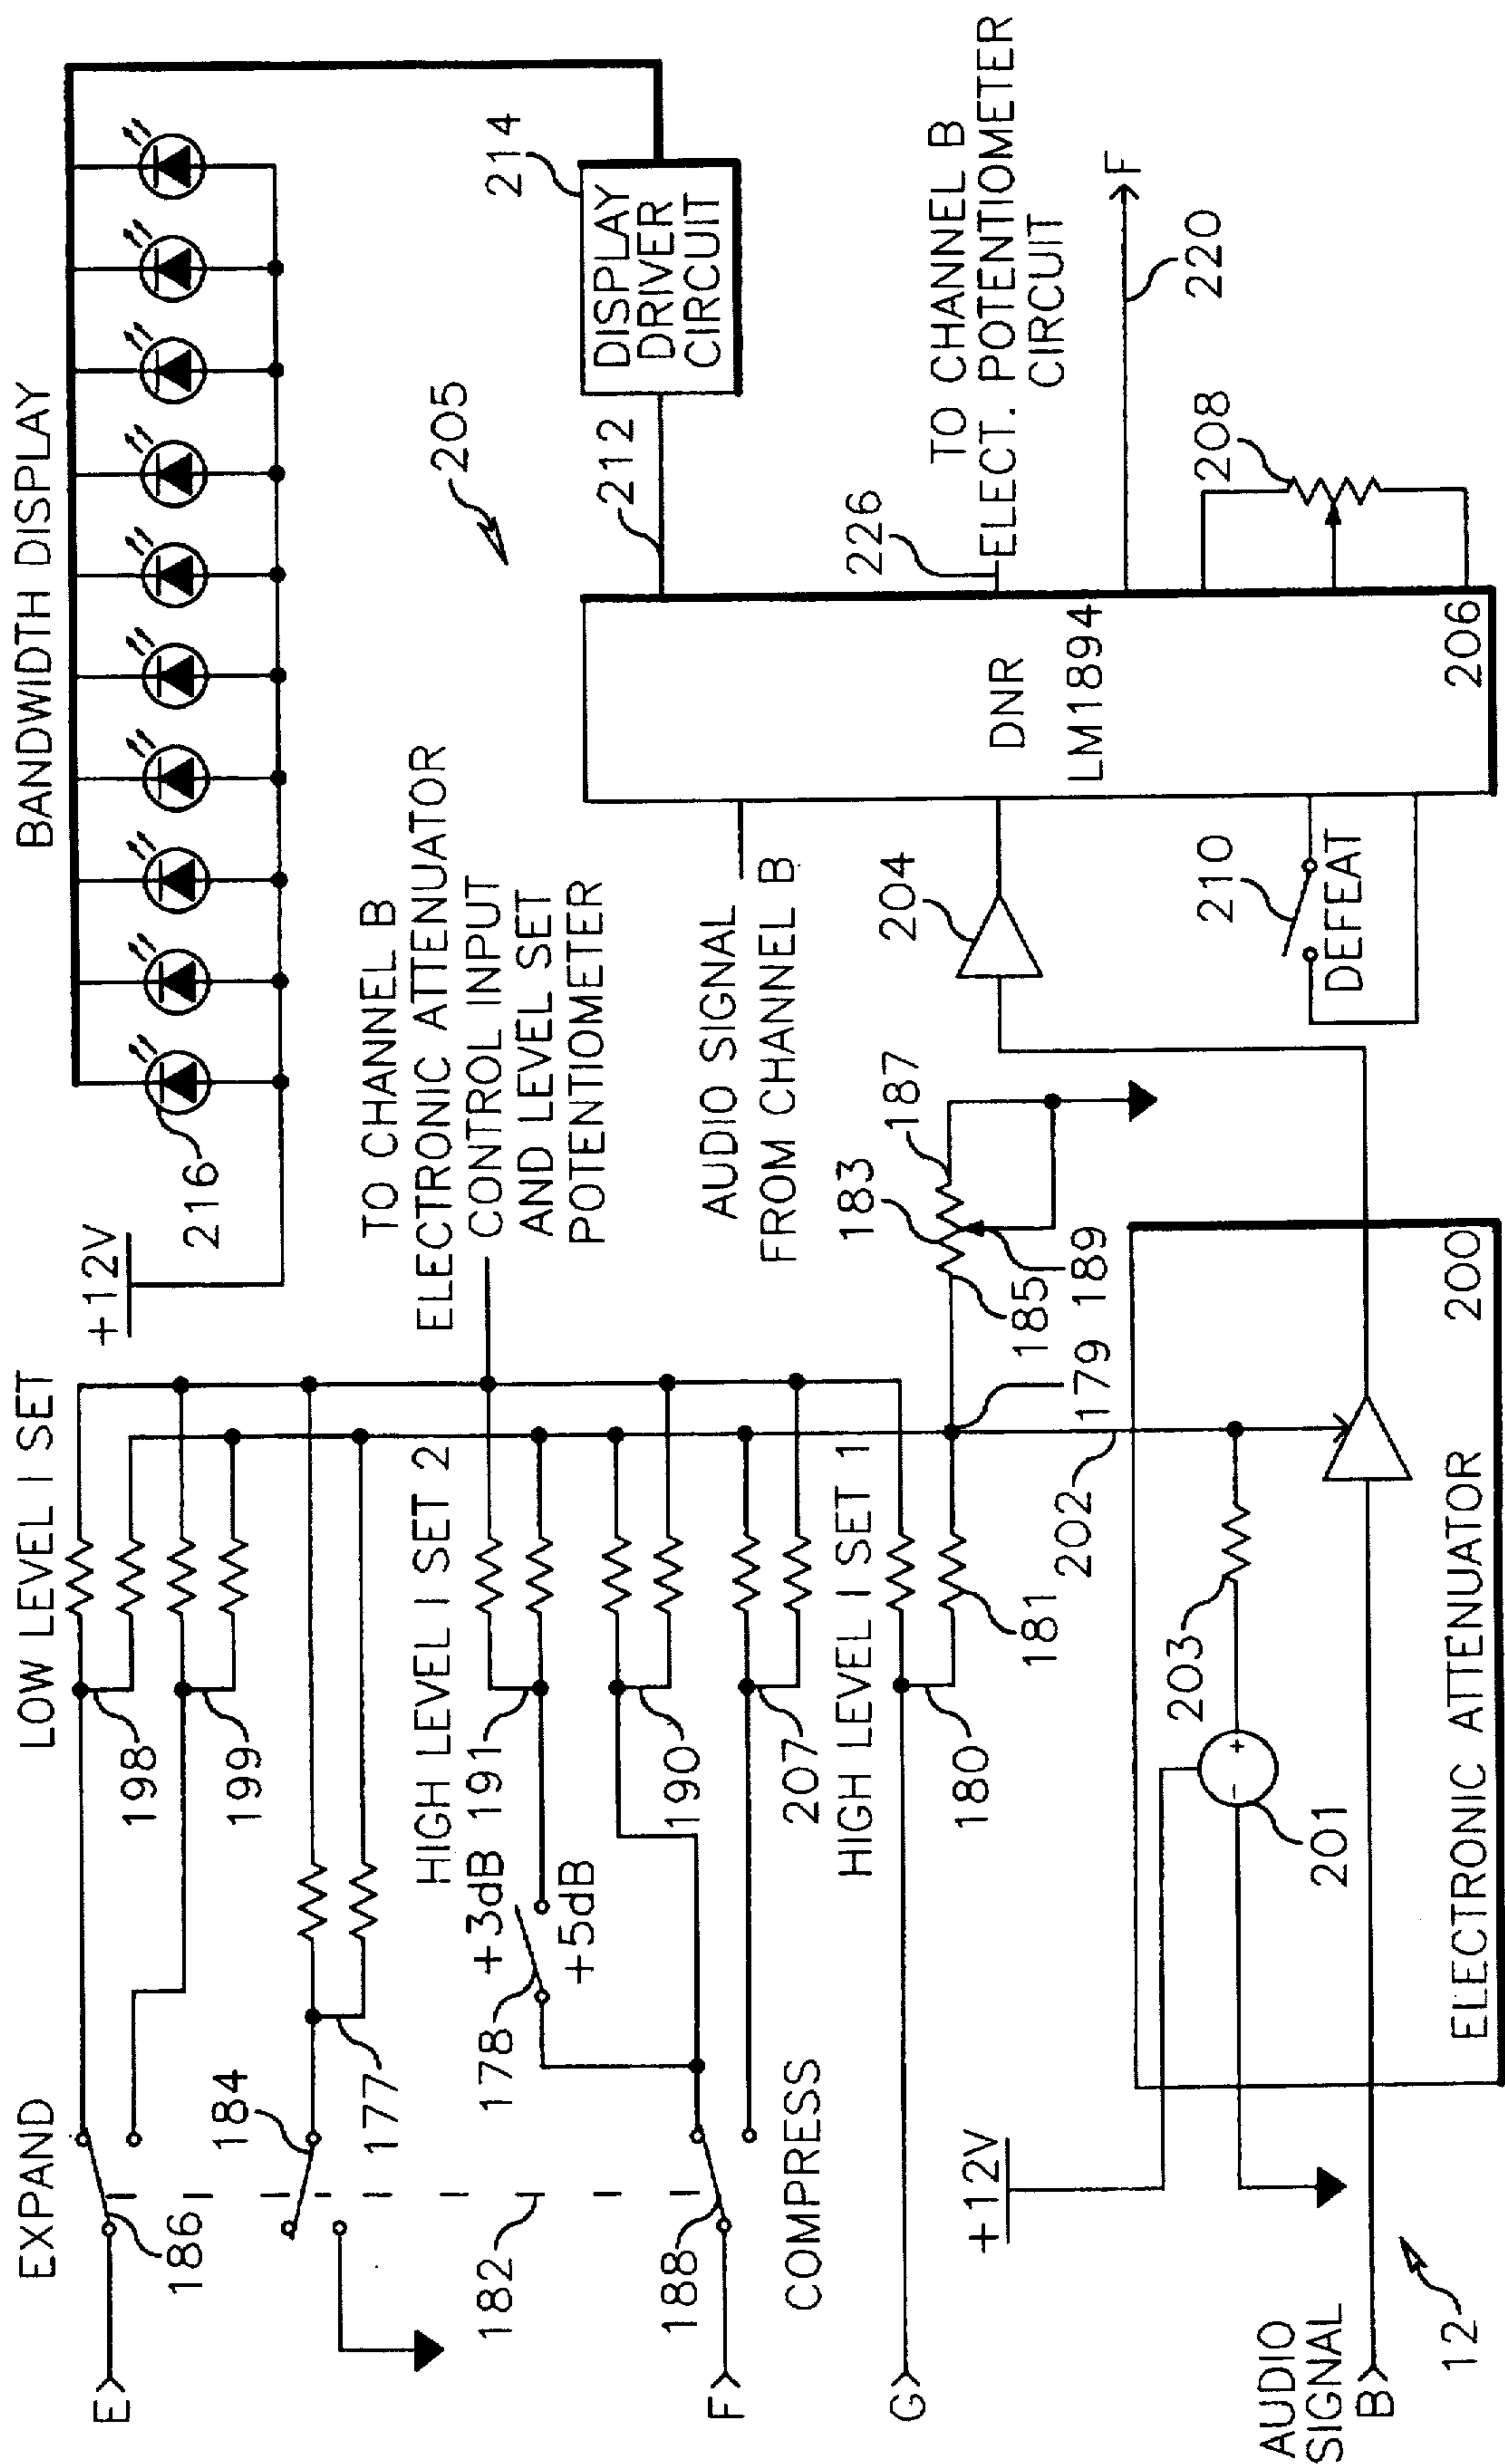 BANDWIDTH DISPLAY
+12V
216
DISPLAY
DRIVER
CIRCUIT
214
212
205
LOW LEVEL I SET
TO CHANNEL B
ELECTRONIC ATTENUATOR
CONTROL INPUT
AND LEVEL SET
POTENTIOMETER
EXPAND
E
186
198
199
184
177
182
HIGH LEVEL I SET 2
+3dB
191
178
+5dB
190
F
188
COMPRESS
207
HIGH LEVEL I SET 1
G
180
181
183
187
185
189
179
202
AUDIO SIGNAL
FROM CHANNEL B
204
210
DEFEAT
DNR
LM1894
206
226
TO CHANNEL B
ELECT. POTENTIOMETER
CIRCUIT
F
220
208
+12V
203
+
-
201
ELECTRONIC ATTENUATOR
200
AUDIO
SIGNAL
B
12